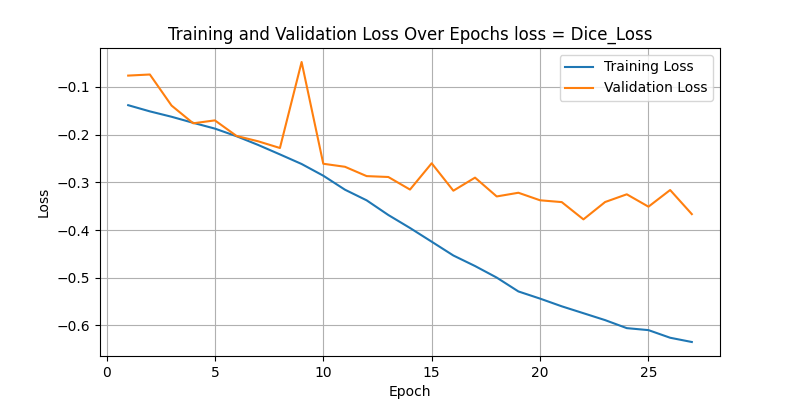 Training and Validation Loss Over Epochs loss = Dice_Loss
Training Loss
Validation Loss
−0.1
−0.2
−0.3
−0.4
−0.5
−0.6
Loss
0 5 10 15 20 25
Epoch